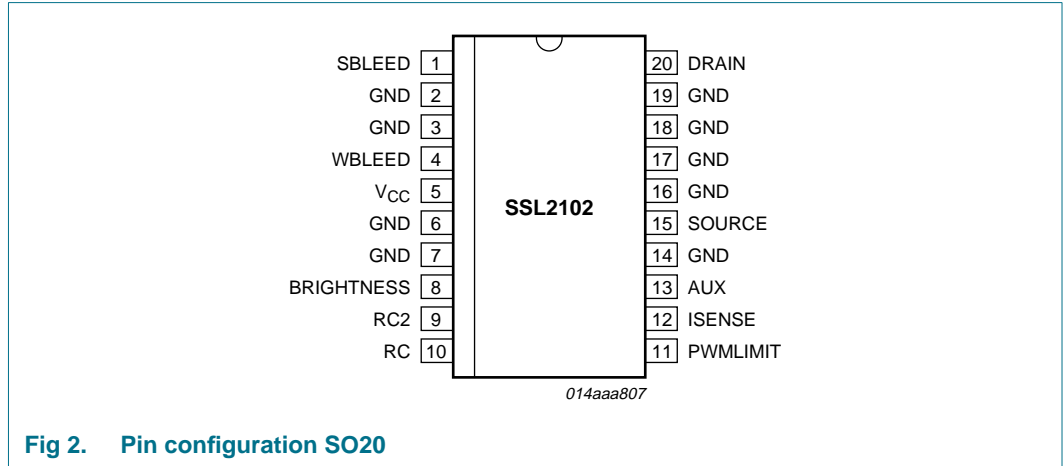 SBLEED 1 20 DRAIN
GND 2 19 GND
GND 3 18 GND
WBLEED 4 17 GND
VCC 5 16 GND
SSL2102
GND 6 15 SOURCE
GND 7 14 GND
BRIGHTNESS 8 13 AUX
RC2 9 12 ISENSE
RC 10 11 PWMLIMIT
014aaa807
Fig 2. Pin configuration SO20